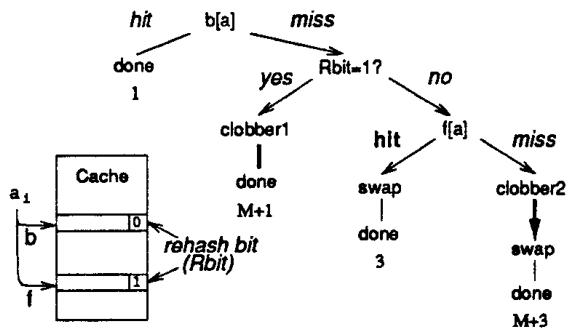 hit b[a] miss
done
1
yes Rbit=1? no
clobber1
done
M+1
hit f[a] miss
swap
done
3
clobber2
swap
done
M+3
Cache
a1
b
0
rehash bit
(Rbit)
f
1